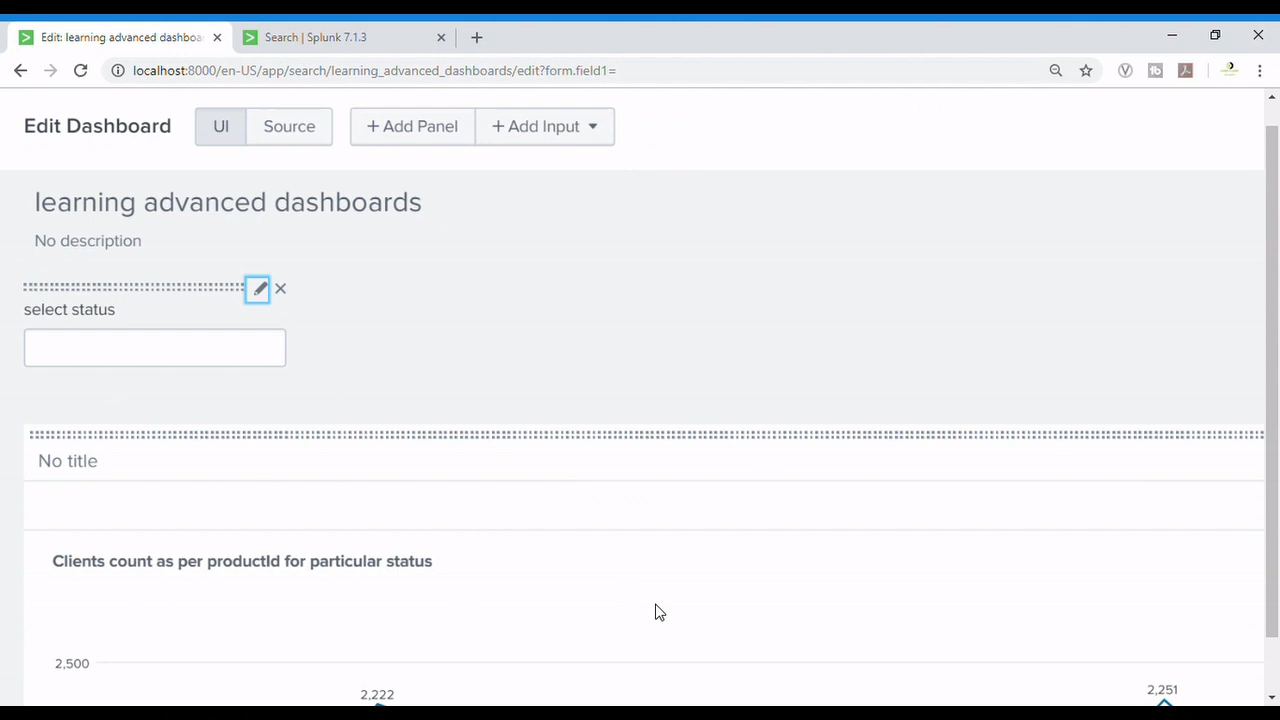 Edit: learning advanced dashboa
Search | Splunk 7.1.3
localhost:8000/en-US/app/search/learning_advanced_dashboards/edit?form.field1=
Edit Dashboard
UI
Source
+ Add Panel
+ Add Input
learning advanced dashboards
No description
select status
No title
Clients count as per productId for particular status
2,500
2,222
2,251